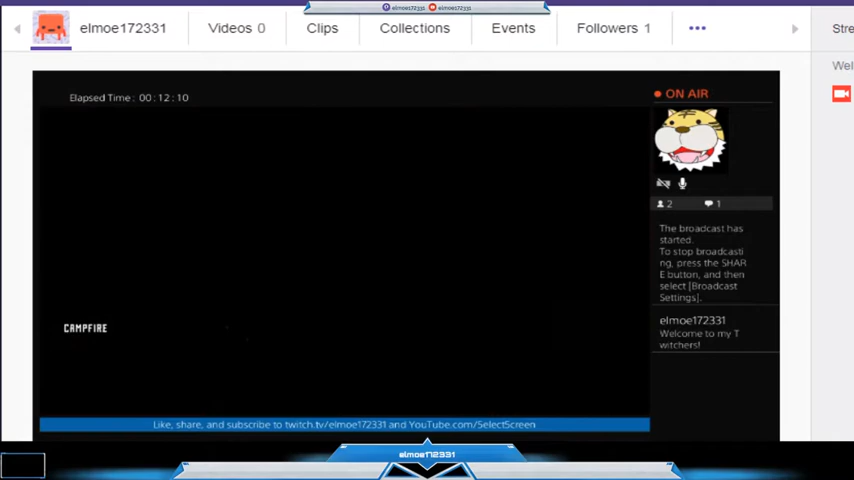 elmoe172331 elmoe172331
elmoe172331 Videos 0 Clips Collections Events Followers 1 ••• Stre
Wel
Elapsed Time : 00:12:10
ON AIR
2 1
The broadcast has
started.
To stop broadcasti
ng, press the SHAR
E button, and then
select [Broadcast
Settings].
elmoe172331
Welcome to my T
witchers!
CAMPFIRE
Like, share, and subscribe to twitch.tv/elmoe172331 and YouTube.com/SelectScreen
elmoe172331